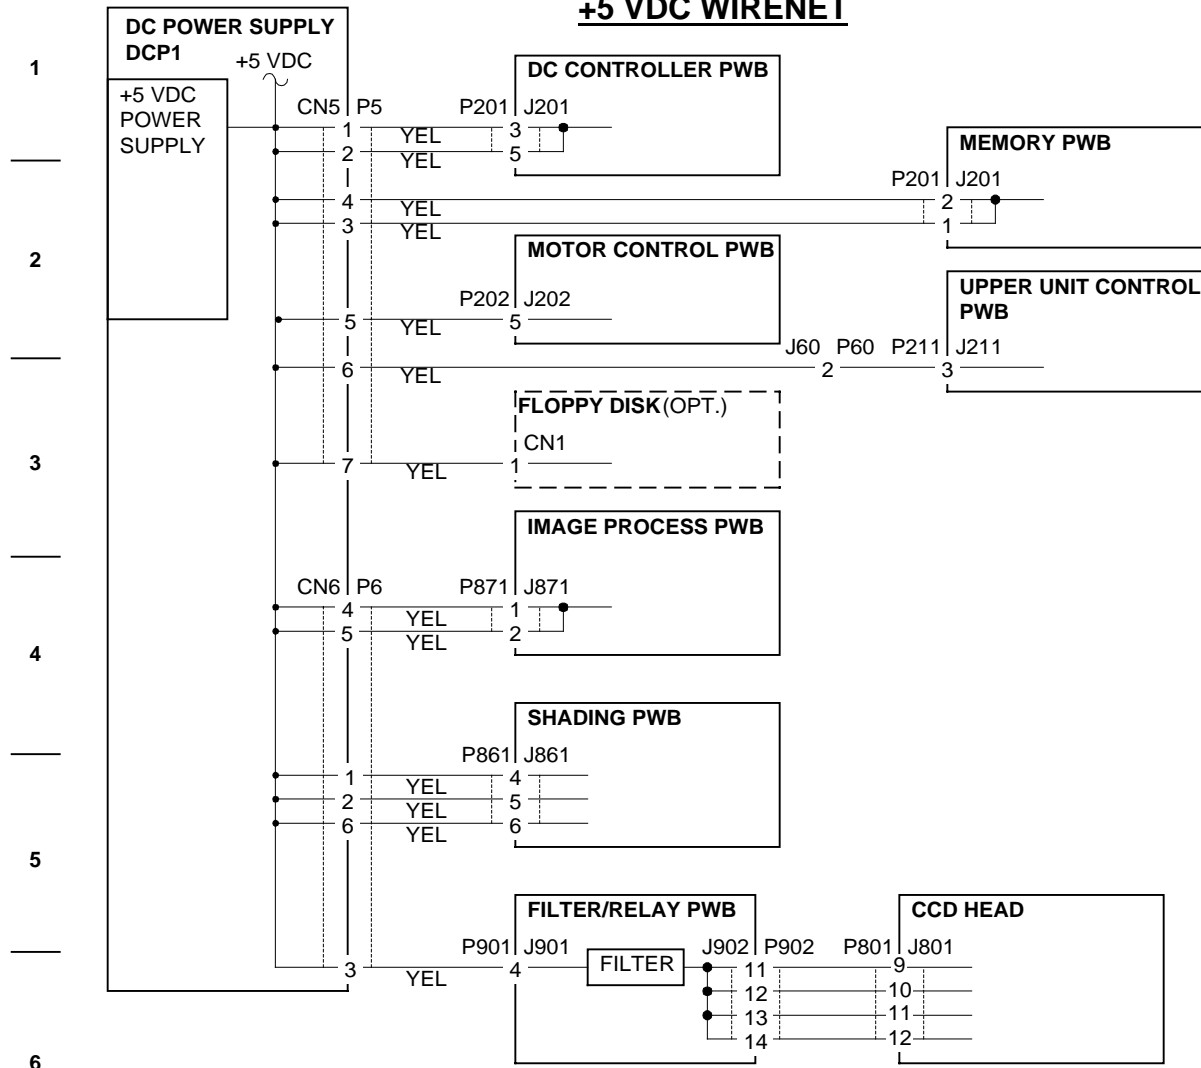 +5 VDC WIRENET
DC POWER SUPPLY
DCP1
+5 VDC
+5 VDC
POWER
SUPPLY
1
DC CONTROLLER PWB
CN5 P5
P201 J201
1 YEL 3
2 YEL 5
MEMORY PWB
P201 J201
4 YEL 2
3 YEL 1
2
MOTOR CONTROL PWB
P202 J202
5 YEL 5
UPPER UNIT CONTROL
PWB
J60 P60 P211 J211
6 YEL 2 3
FLOPPY DISK (OPT.)
CN1
3
7 YEL 1
IMAGE PROCESS PWB
CN6 P6 P871 J871
4 YEL 1
5 YEL 2
4
SHADING PWB
P861 J861
1 YEL 4
2 YEL 5
6 YEL 6
5
FILTER/RELAY PWB
CCD HEAD
P901 J901 J902 P902 P801 J801
3 YEL 4 FILTER 11 9
12 10
13 11
14 12
6